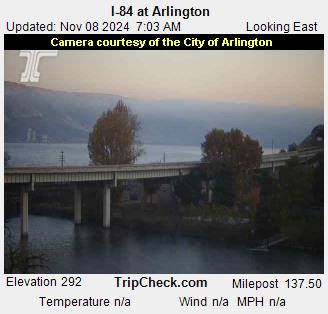 I-84 at Arlington
Updated: Nov 08 2024 7:03 AM Looking East
Camera courtesy of the City of Arlington
Elevation 292 TripCheck.com Milepost 137.50
Temperature n/a Wind n/a MPH n/a